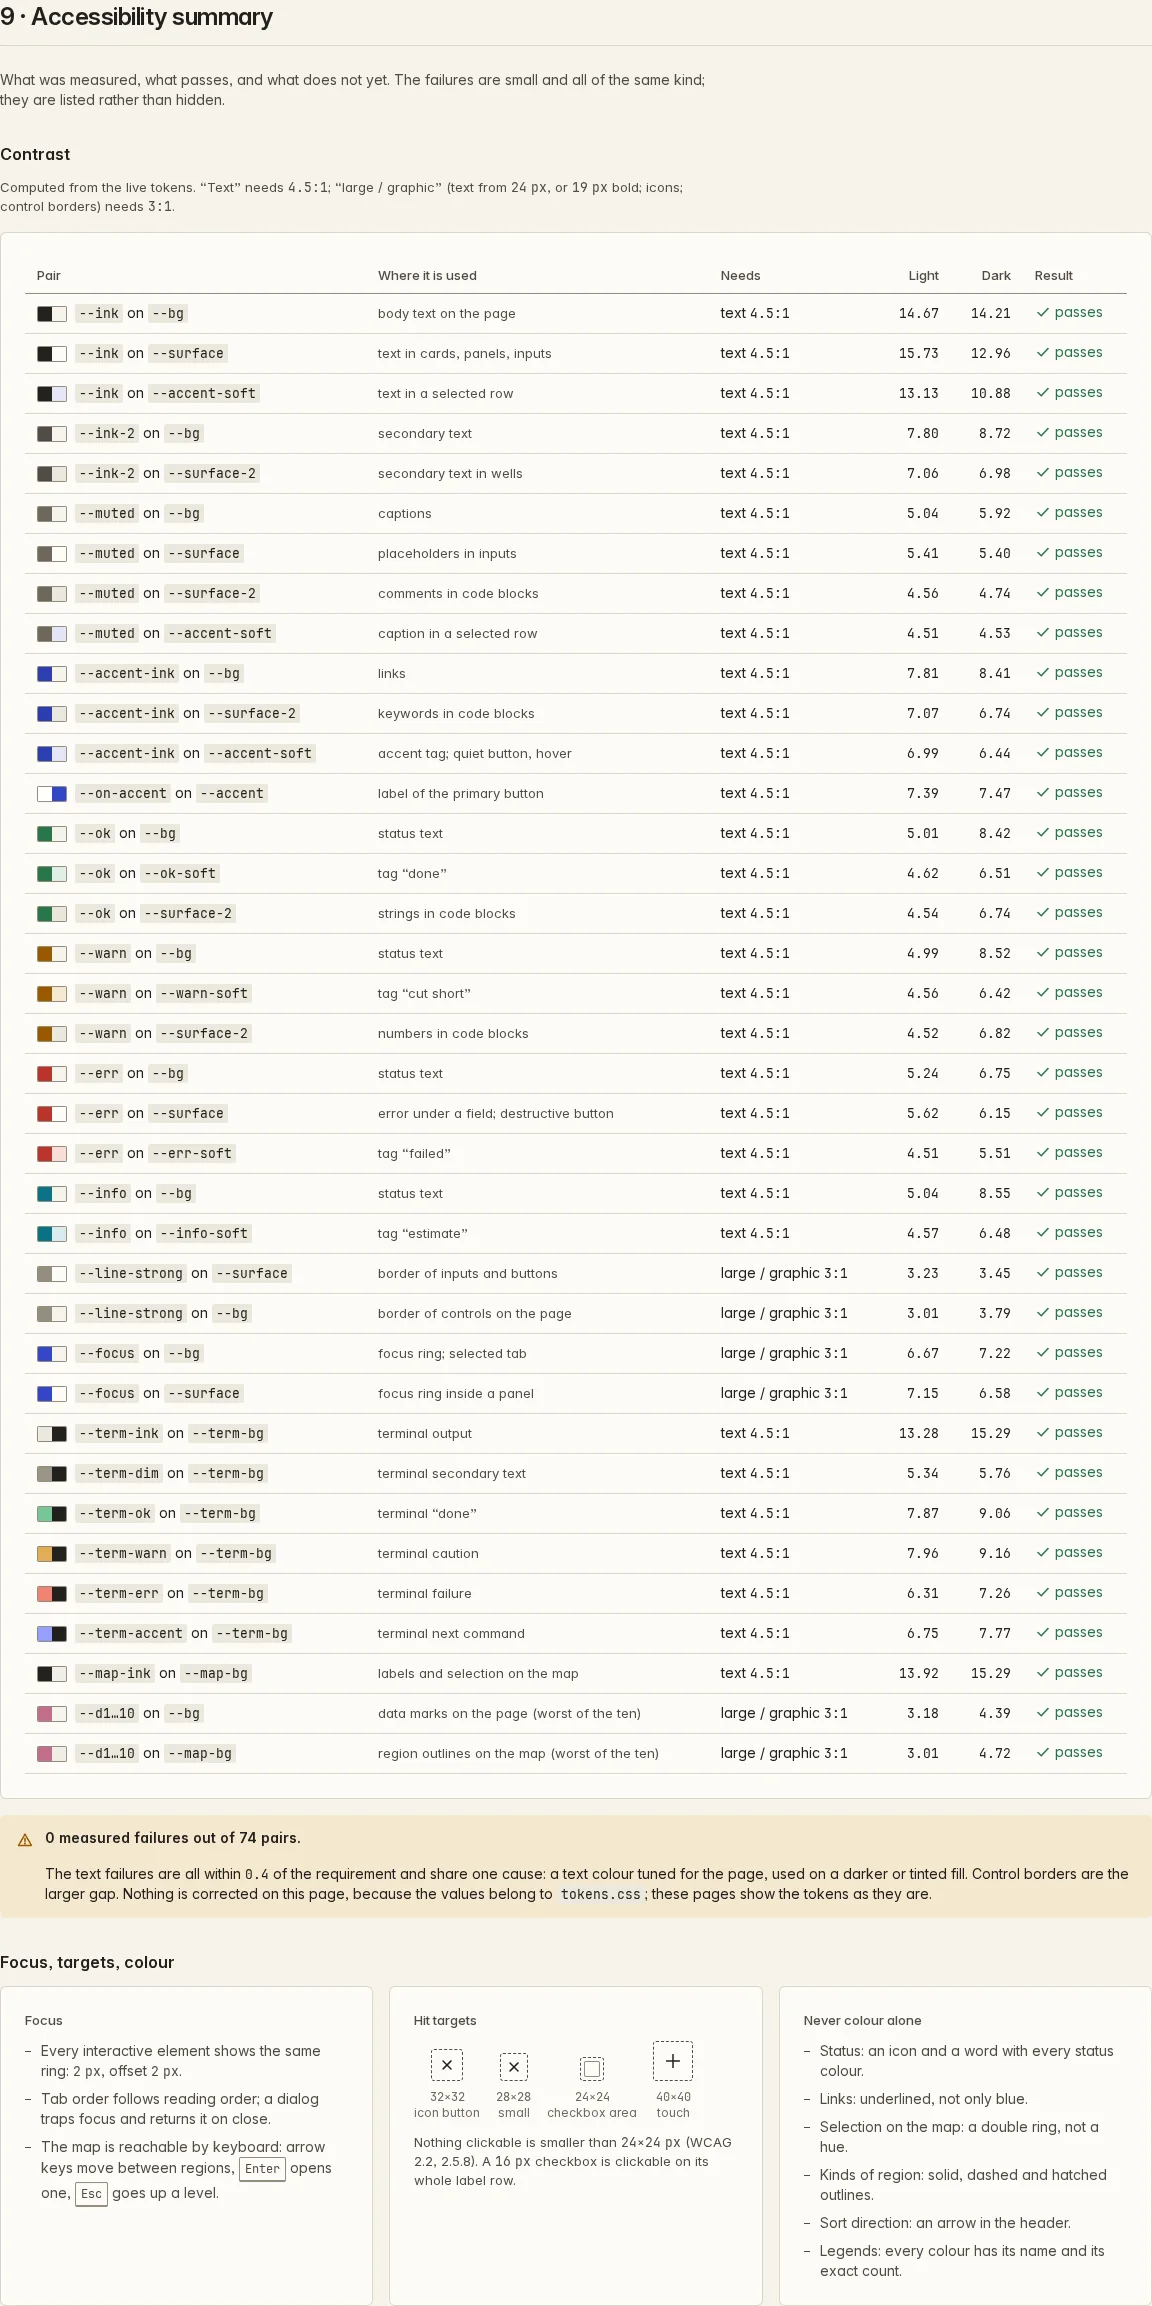 9 · Accessibility summary
What was measured, what passes, and what does not yet. The failures are small and all of the same kind;
they are listed rather than hidden.
Contrast
Computed from the live tokens. “Text” needs 4.5:1; “large / graphic” (text from 24 px, or 19 px bold; icons;
control borders) needs 3:1.
Pair Where it is used Needs Light Dark Result
--ink on --bg body text on the page text 4.5:1 14.67 14.21 ✓ passes
--ink on --surface text in cards, panels, inputs text 4.5:1 15.73 12.96 ✓ passes
--ink on --accent-soft text in a selected row text 4.5:1 13.13 10.88 ✓ passes
--ink-2 on --bg secondary text text 4.5:1 7.80 8.72 ✓ passes
--ink-2 on --surface-2 secondary text in wells text 4.5:1 7.06 6.98 ✓ passes
--muted on --bg captions text 4.5:1 5.04 5.92 ✓ passes
--muted on --surface placeholders in inputs text 4.5:1 5.41 5.40 ✓ passes
--muted on --surface-2 comments in code blocks text 4.5:1 4.56 4.74 ✓ passes
--muted on --accent-soft caption in a selected row text 4.5:1 4.51 4.53 ✓ passes
--accent-ink on --bg links text 4.5:1 7.81 8.41 ✓ passes
--accent-ink on --surface-2 keywords in code blocks text 4.5:1 7.07 6.74 ✓ passes
--accent-ink on --accent-soft accent tag; quiet button, hover text 4.5:1 6.99 6.44 ✓ passes
--on-accent on --accent label of the primary button text 4.5:1 7.39 7.47 ✓ passes
--ok on --bg status text text 4.5:1 5.01 8.42 ✓ passes
--ok on --ok-soft tag “done” text 4.5:1 4.62 6.51 ✓ passes
--ok on --surface-2 strings in code blocks text 4.5:1 4.54 6.74 ✓ passes
--warn on --bg status text text 4.5:1 4.99 8.52 ✓ passes
--warn on --warn-soft tag “cut short” text 4.5:1 4.56 6.42 ✓ passes
--warn on --surface-2 numbers in code blocks text 4.5:1 4.52 6.82 ✓ passes
--err on --bg status text text 4.5:1 5.24 6.75 ✓ passes
--err on --surface error under a field; destructive button text 4.5:1 5.62 6.15 ✓ passes
--err on --err-soft tag “failed” text 4.5:1 4.51 5.51 ✓ passes
--info on --bg status text text 4.5:1 5.04 8.55 ✓ passes
--info on --info-soft tag “estimate” text 4.5:1 4.57 6.48 ✓ passes
--line-strong on --surface border of inputs and buttons large / graphic 3:1 3.23 3.45 ✓ passes
--line-strong on --bg border of controls on the page large / graphic 3:1 3.01 3.79 ✓ passes
--focus on --bg focus ring; selected tab large / graphic 3:1 6.67 7.22 ✓ passes
--focus on --surface focus ring inside a panel large / graphic 3:1 7.15 6.58 ✓ passes
--term-ink on --term-bg terminal output text 4.5:1 13.28 15.29 ✓ passes
--term-dim on --term-bg terminal secondary text text 4.5:1 5.34 5.76 ✓ passes
--term-ok on --term-bg terminal “done” text 4.5:1 7.87 9.06 ✓ passes
--term-warn on --term-bg terminal caution text 4.5:1 7.96 9.16 ✓ passes
--term-err on --term-bg terminal failure text 4.5:1 6.31 7.26 ✓ passes
--term-accent on --term-bg terminal next command text 4.5:1 6.75 7.77 ✓ passes
--map-ink on --map-bg labels and selection on the map text 4.5:1 13.92 15.29 ✓ passes
--d1…10 on --bg data marks on the page (worst of the ten) large / graphic 3:1 3.18 4.39 ✓ passes
--d1…10 on --map-bg region outlines on the map (worst of the ten) large / graphic 3:1 3.01 4.72 ✓ passes
0 measured failures out of 74 pairs.
The text failures are all within 0.4 of the requirement and share one cause: a text colour tuned for the page, used on a darker or tinted fill. Control borders are the
larger gap. Nothing is corrected on this page, because the values belong to tokens.css; these pages show the tokens as they are.
Focus, targets, colour
Focus
– Every interactive element shows the same
ring: 2 px, offset 2 px.
– Tab order follows reading order; a dialog
traps focus and returns it on close.
– The map is reachable by keyboard: arrow
keys move between regions, Enter opens
one, Esc goes up a level.
Hit targets
32×32 28×28 24×24 40×40
icon button small checkbox area touch
Nothing clickable is smaller than 24×24 px (WCAG
2.2, 2.5.8). A 16 px checkbox is clickable on its
whole label row.
Never colour alone
– Status: an icon and a word with every status
colour.
– Links: underlined, not only blue.
– Selection on the map: a double ring, not a
hue.
– Kinds of region: solid, dashed and hatched
outlines.
– Sort direction: an arrow in the header.
– Legends: every colour has its name and its
exact count.